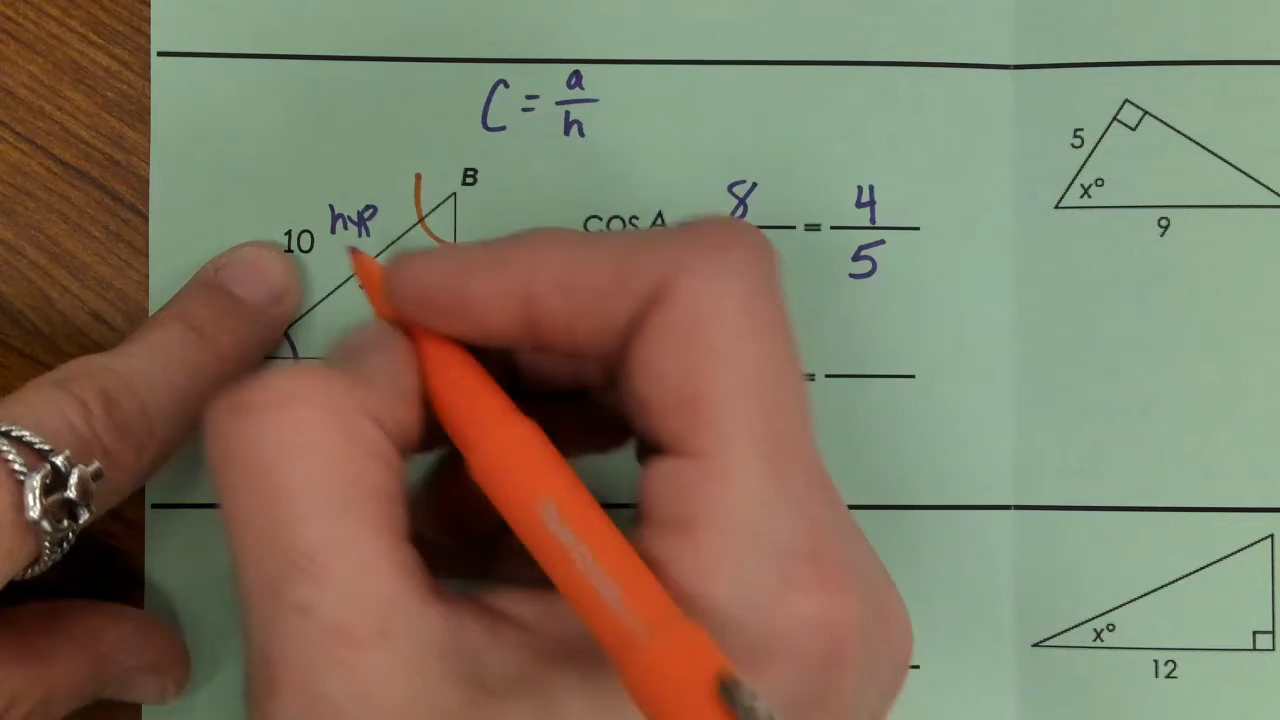 C = a/h
B
hyp
10
cos A 8 = 4/5
=
5
x°
9
x°
12